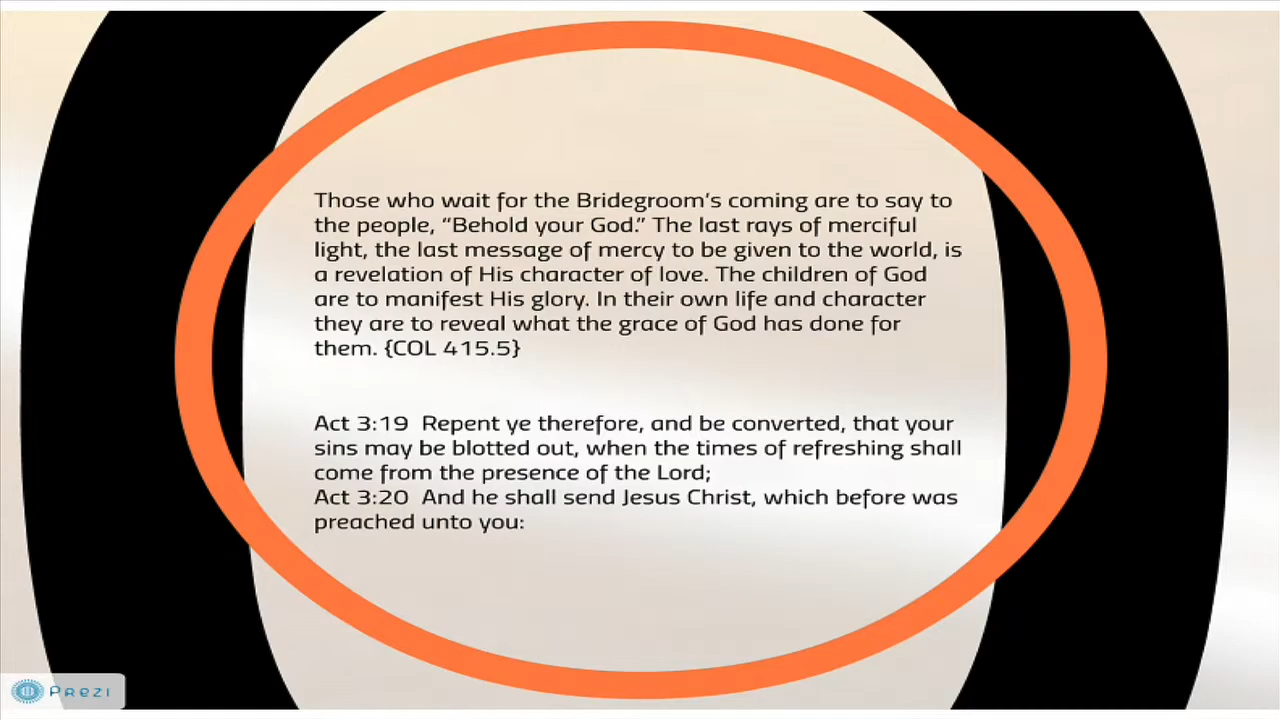 Those who wait for the Bridegroom's coming are to say to
the people, “Behold your God.” The last rays of merciful
light, the last message of mercy to be given to the world, is
a revelation of His character of love. The children of God
are to manifest His glory. In their own life and character
they are to reveal what the grace of God has done for
them. {COL 415.5}
Act 3:19  Repent ye therefore, and be converted, that your
sins may be blotted out, when the times of refreshing shall
come from the presence of the Lord;
Act 3:20  And he shall send Jesus Christ, which before was
preached unto you:
Prezi